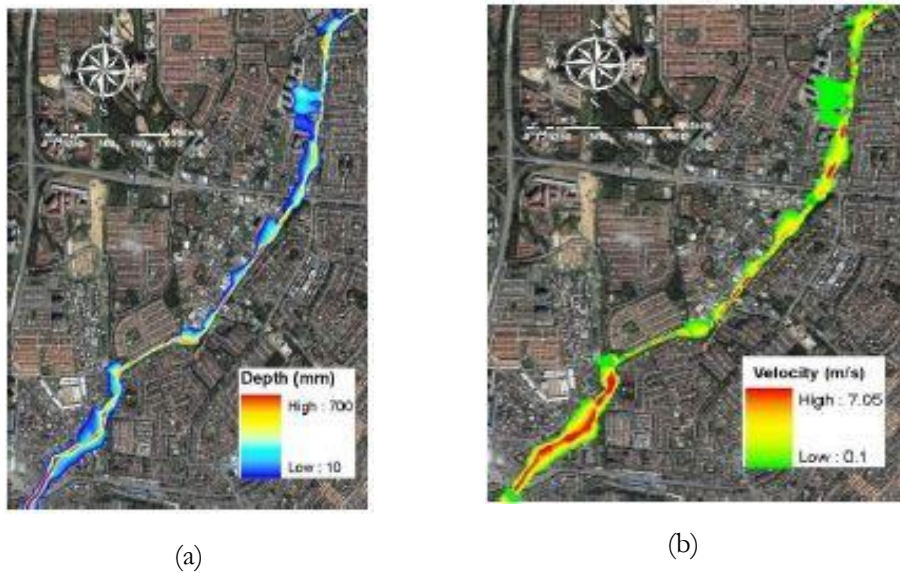 Depth (mm)
High : 700
Low : 10
Velocity (m/s)
High : 7.05
Low : 0.1
(a)
(b)